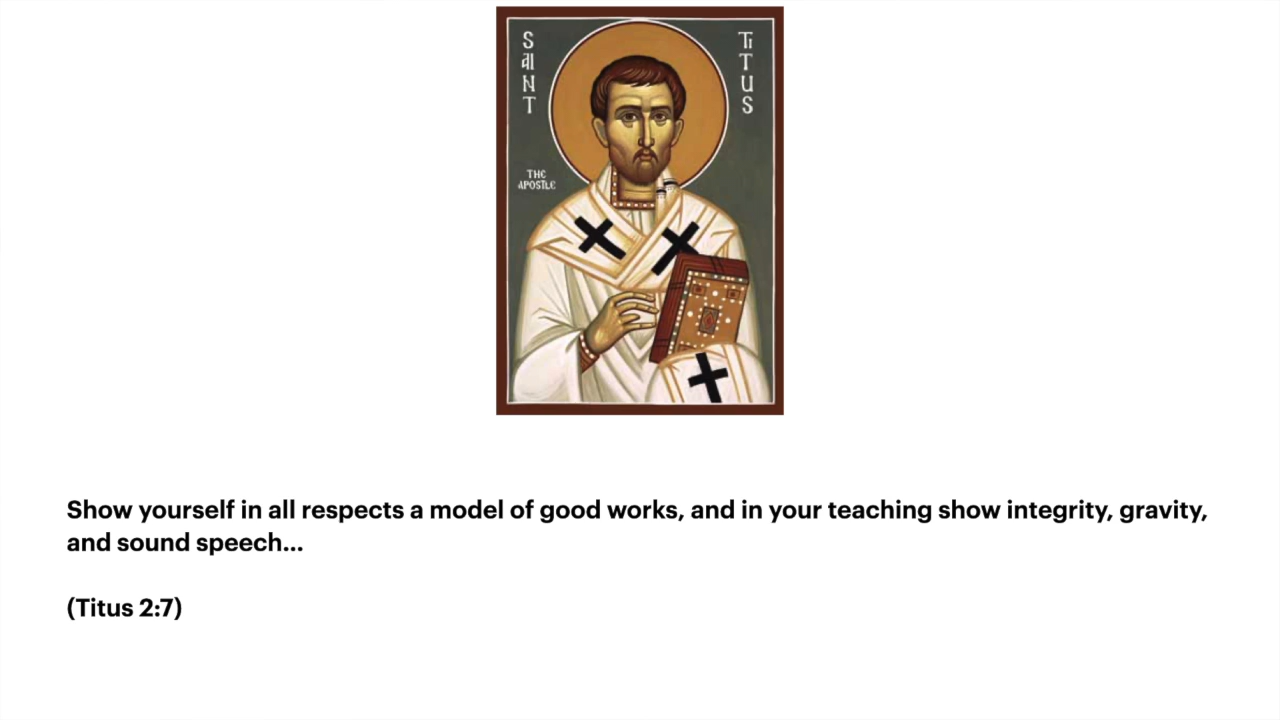 SAINT
TITUS
THE
APOSTLE
Show yourself in all respects a model of good works, and in your teaching show integrity, gravity,
and sound speech...
(Titus 2:7)